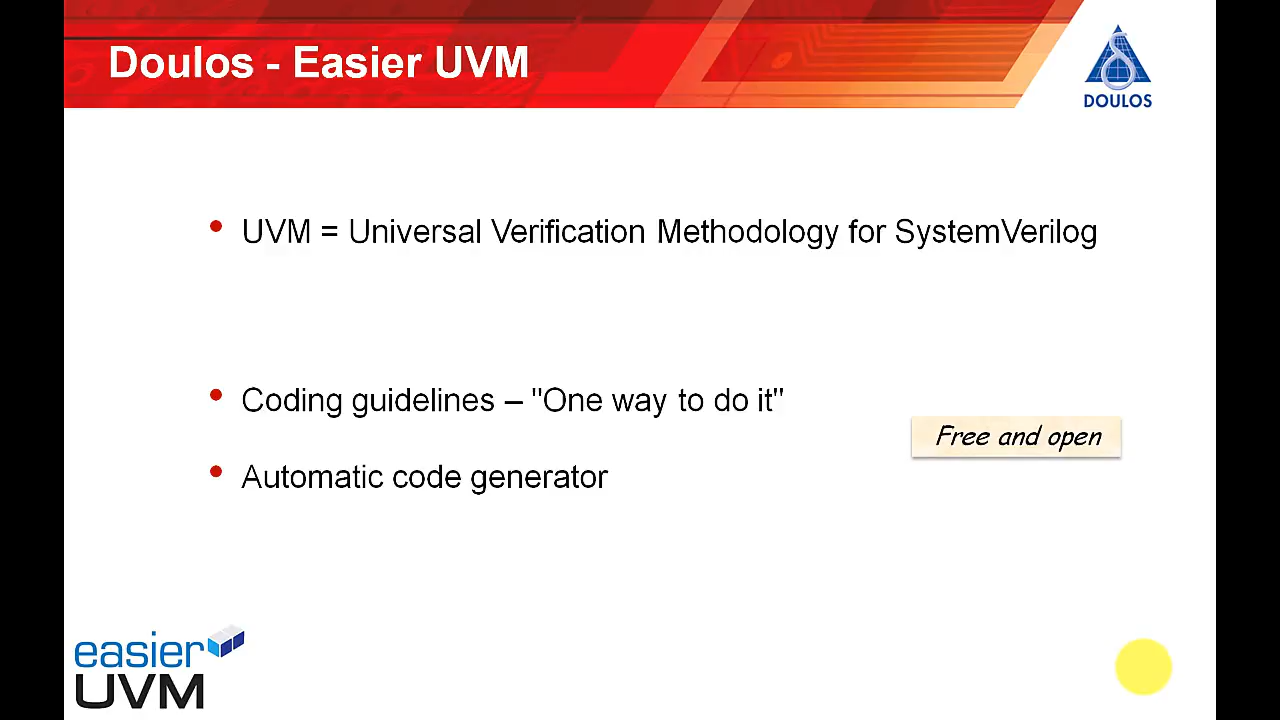 Doulos - Easier UVM
DOULOS
• UVM = Universal Verification Methodology for SystemVerilog
• Coding guidelines – "One way to do it"
Free and open
• Automatic code generator
easier
UVM